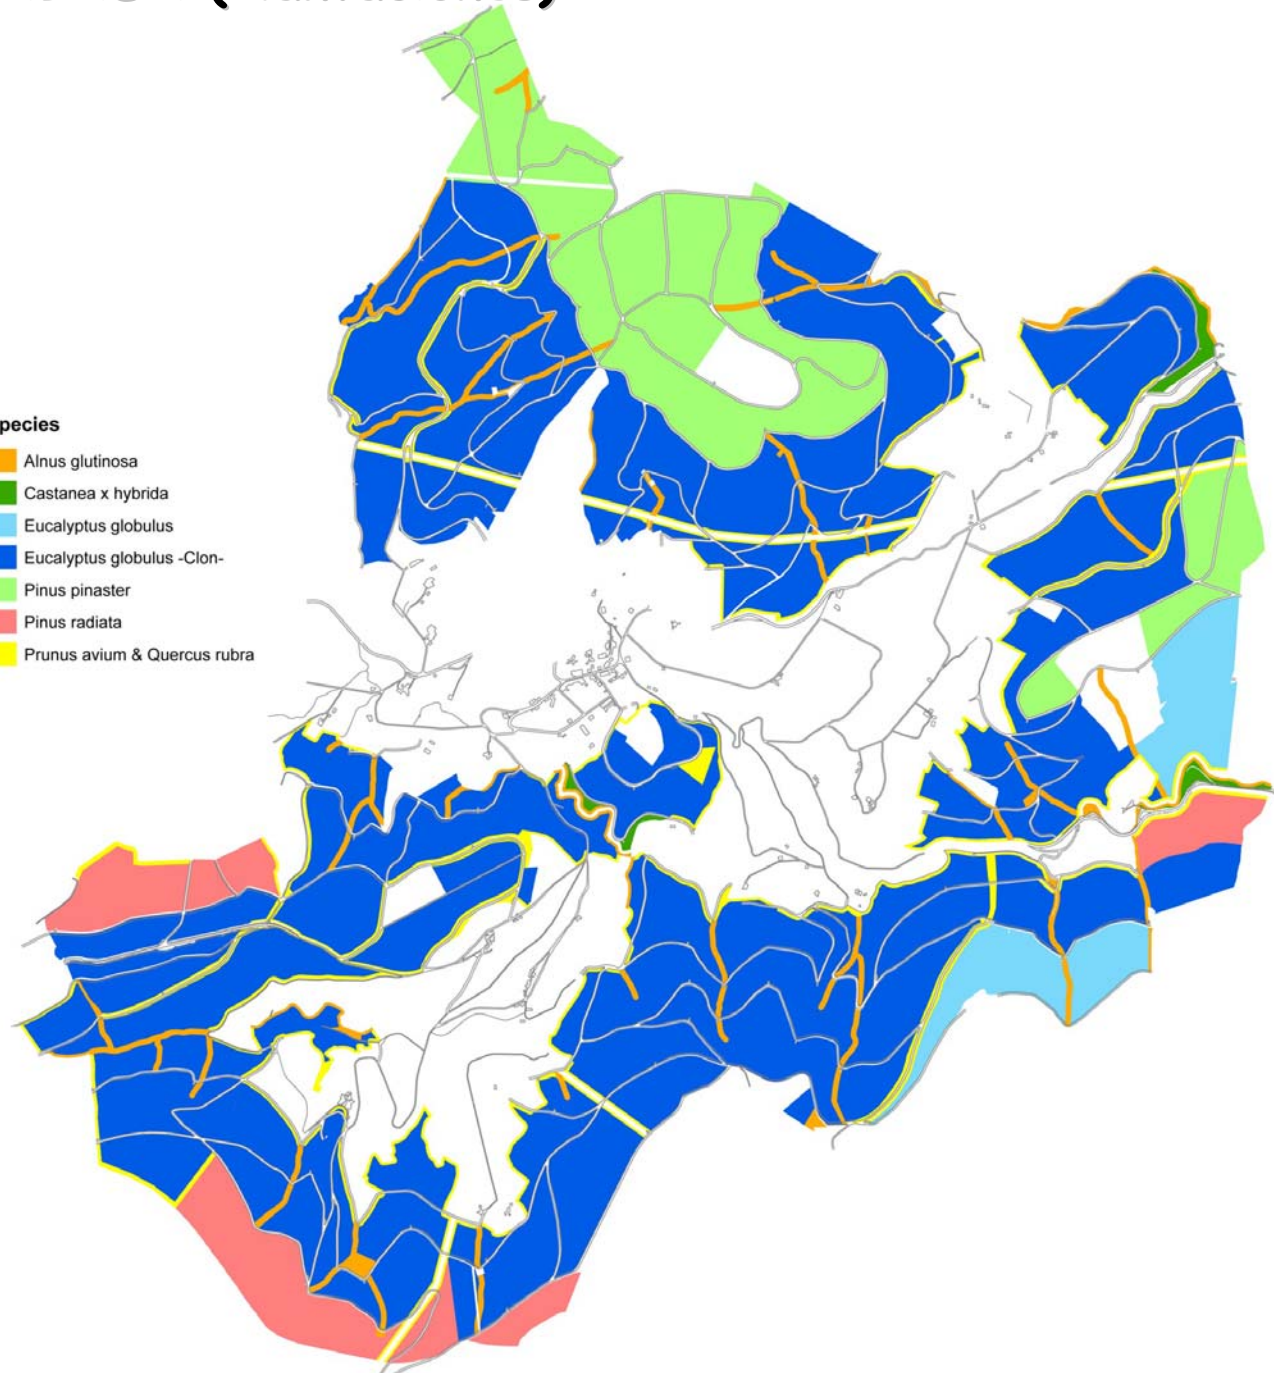 pecies
Alnus glutinosa
Castanea x hybrida
Eucalyptus globulus
Eucalyptus globulus -Clon-
Pinus pinaster
Pinus radiata
Prunus avium & Quercus rubra